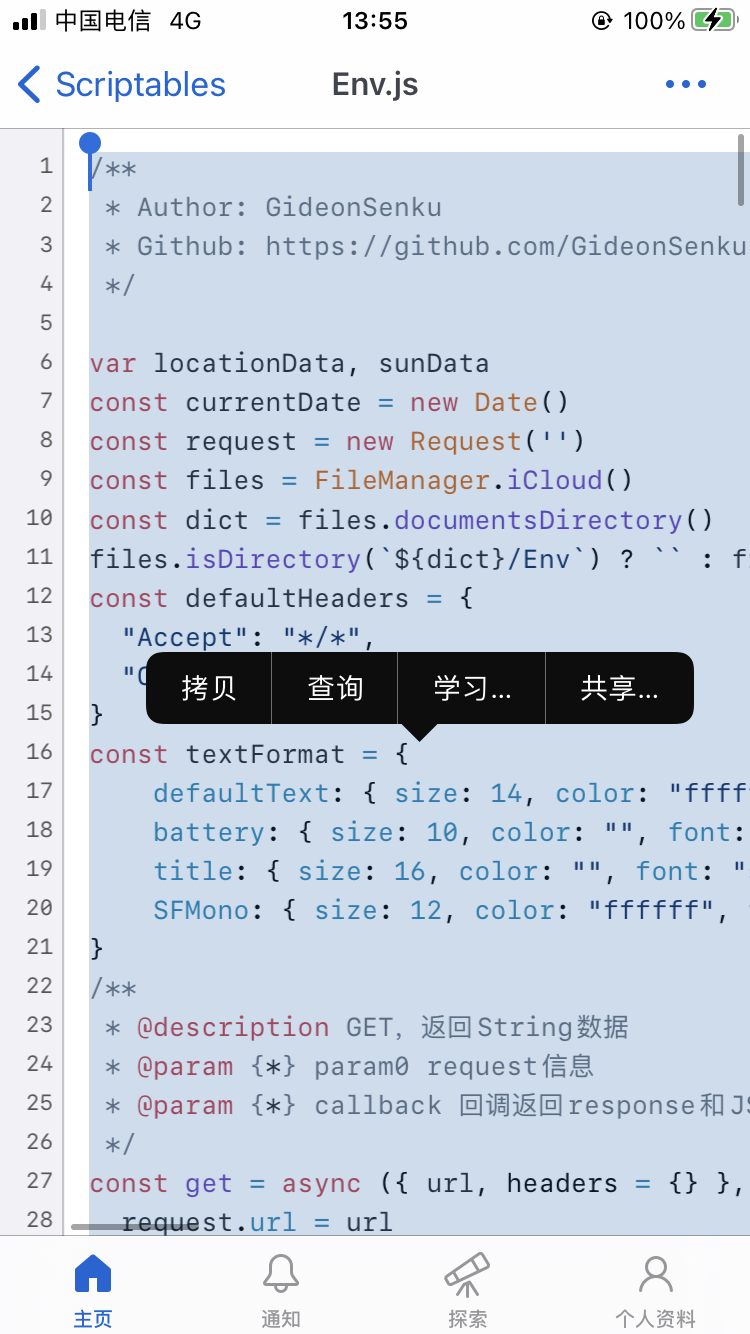 中国电信 4G 13:55 100%
Scriptables Env.js
1 /**
2  * Author: GideonSenku
3  * Github: https://github.com/GideonSenku
4  */
5
6 var locationData, sunData
7 const currentDate = new Date()
8 const request = new Request('')
9 const files = FileManager.iCloud()
10 const dict = files.documentsDirectory()
11 files.isDirectory(`${dict}/Env`) ? `` : f
12 const defaultHeaders = {
13   "Accept": "*/*",
14   "
拷贝 查询 学习... 共享...
15 }
16 const textFormat = {
17     defaultText: { size: 14, color: "ffff
18     battery: { size: 10, color: "", font:
19     title: { size: 16, color: "", font: "
20     SFMono: { size: 12, color: "ffffff",
21 }
22 /**
23  * @description GET，返回String数据
24  * @param {*} param0 request信息
25  * @param {*} callback 回调返回response和JS
26  */
27 const get = async ({ url, headers = {} },
28   request.url = url
主页 通知 探索 个人资料